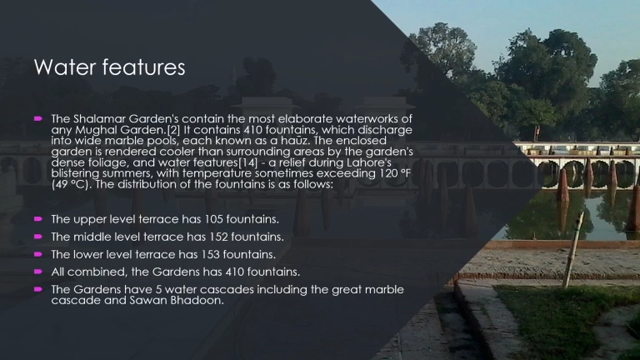 Water features
The Shalamar Garden's contain the most elaborate waterworks of
any Mughal Garden.[2] It contains 410 fountains, which discharge
into wide marble pools, each known as a hauz. The enclosed
garden is rendered cooler than surrounding areas by the garden's
dense foliage, and water features[14] - a relief during Lahore's
blistering summers, with temperature sometimes exceeding 120 °F
(49 °C). The distribution of the fountains is as follows:
The upper level terrace has 105 fountains.
The middle level terrace has 152 fountains.
The lower level terrace has 153 fountains.
All combined, the Gardens has 410 fountains.
The Gardens have 5 water cascades including the great marble
cascade and Sawan Bhadoon.